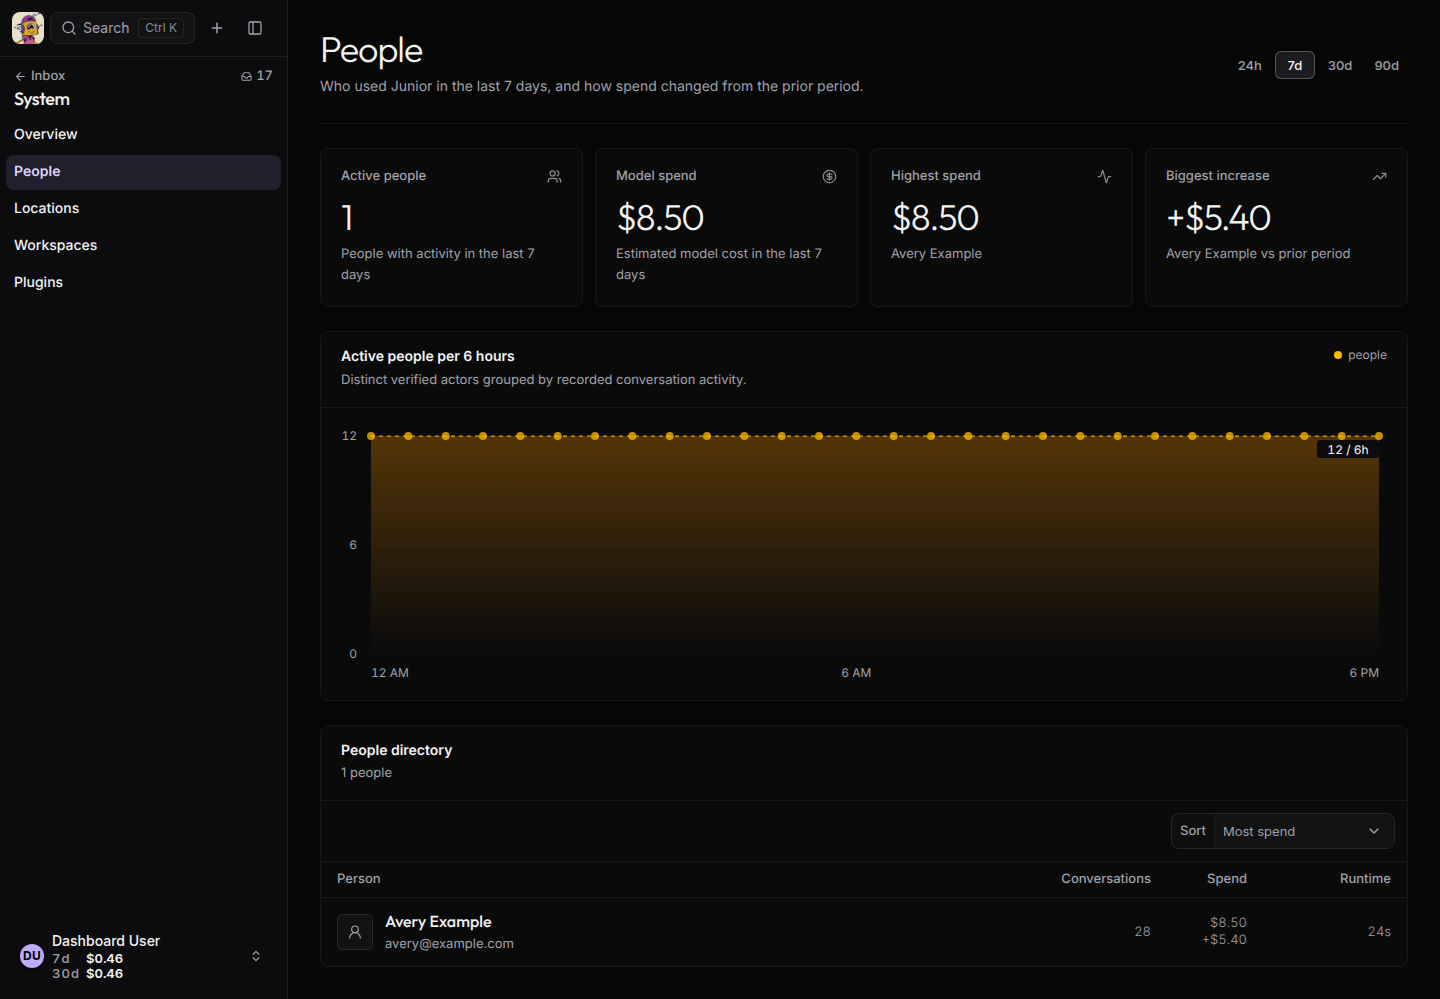 Search Ctrl K
Inbox 17
System
Overview
People
Locations
Workspaces
Plugins
Dashboard User
DU
7d $0.46
30d $0.46
People
Who used Junior in the last 7 days, and how spend changed from the prior period.
24h 7d 30d 90d
Active people
1
People with activity in the last 7
days
Model spend
$8.50
Estimated model cost in the last 7
days
Highest spend
$8.50
Avery Example
Biggest increase
+$5.40
Avery Example vs prior period
Active people per 6 hours
people
Distinct verified actors grouped by recorded conversation activity.
12
12 / 6h
6
0
12 AM 6 AM 6 PM
People directory
1 people
Sort Most spend
Person Conversations Spend Runtime
Avery Example
avery@example.com
28
$8.50
+$5.40
24s